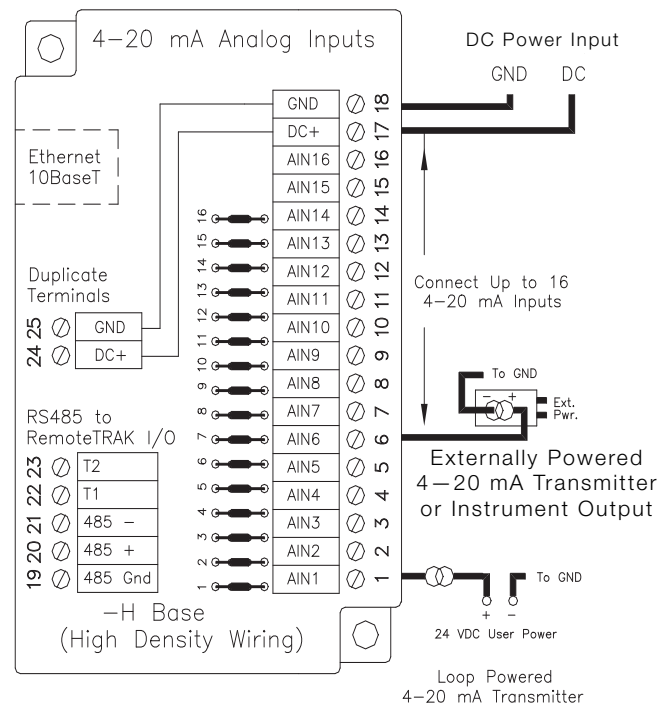 4–20 mA Analog Inputs
DC Power Input
GND DC
GND 18
DC+ 17
AIN16 16
AIN15 15
16 AIN14 14
15 AIN13 13
14 AIN12 12
13 AIN11 11
12 AIN10 10
11 AIN9 9
10 AIN8 8
9
8 AIN7 7
7 AIN6 6
6 AIN5 5
5 AIN4 4
4 AIN3 3
3 AIN2 2
2
1 AIN1 1
Ethernet
10BaseT
Duplicate
Terminals
25 GND
24 DC+
RS485 to
RemoteTRAK I/O
23 T2
22 T1
21 485 –
20 485 +
19 485 Gnd
–H Base
(High Density Wiring)
Connect Up to 16
4–20 mA Inputs
To GND
– +
Ext.
Pwr.
Externally Powered
4–20 mA Transmitter
or Instrument Output
To GND
+ –
24 VDC User Power
Loop Powered
4–20 mA Transmitter